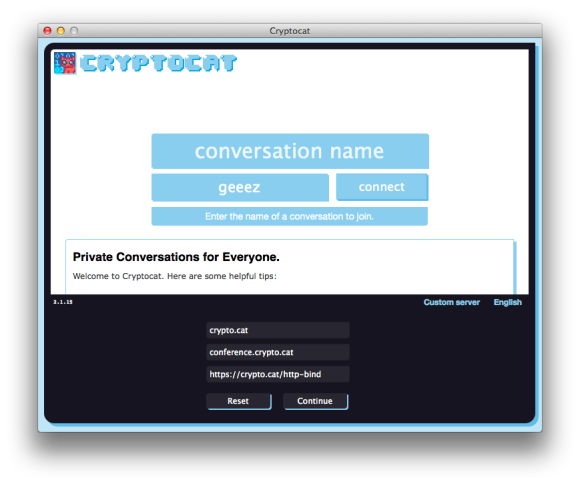 Cryptocat
CRYPTOCAT
conversation name
geeez
connect
Enter the name of a conversation to join.
Private Conversations for Everyone.
Welcome to Cryptocat. Here are some helpful tips:
2.1.15
Custom server
English
crypto.cat
conference.crypto.cat
https://crypto.cat/http-bind
Reset
Continue